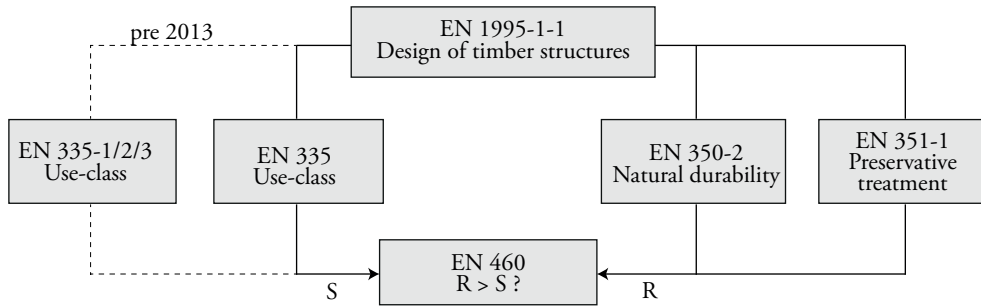 pre 2013
EN 1995-1-1
Design of timber structures
EN 335-1/2/3
Use-class
EN 335
Use-class
EN 350-2
Natural durability
EN 351-1
Preservative
treatment
EN 460
R > S ?
S
R